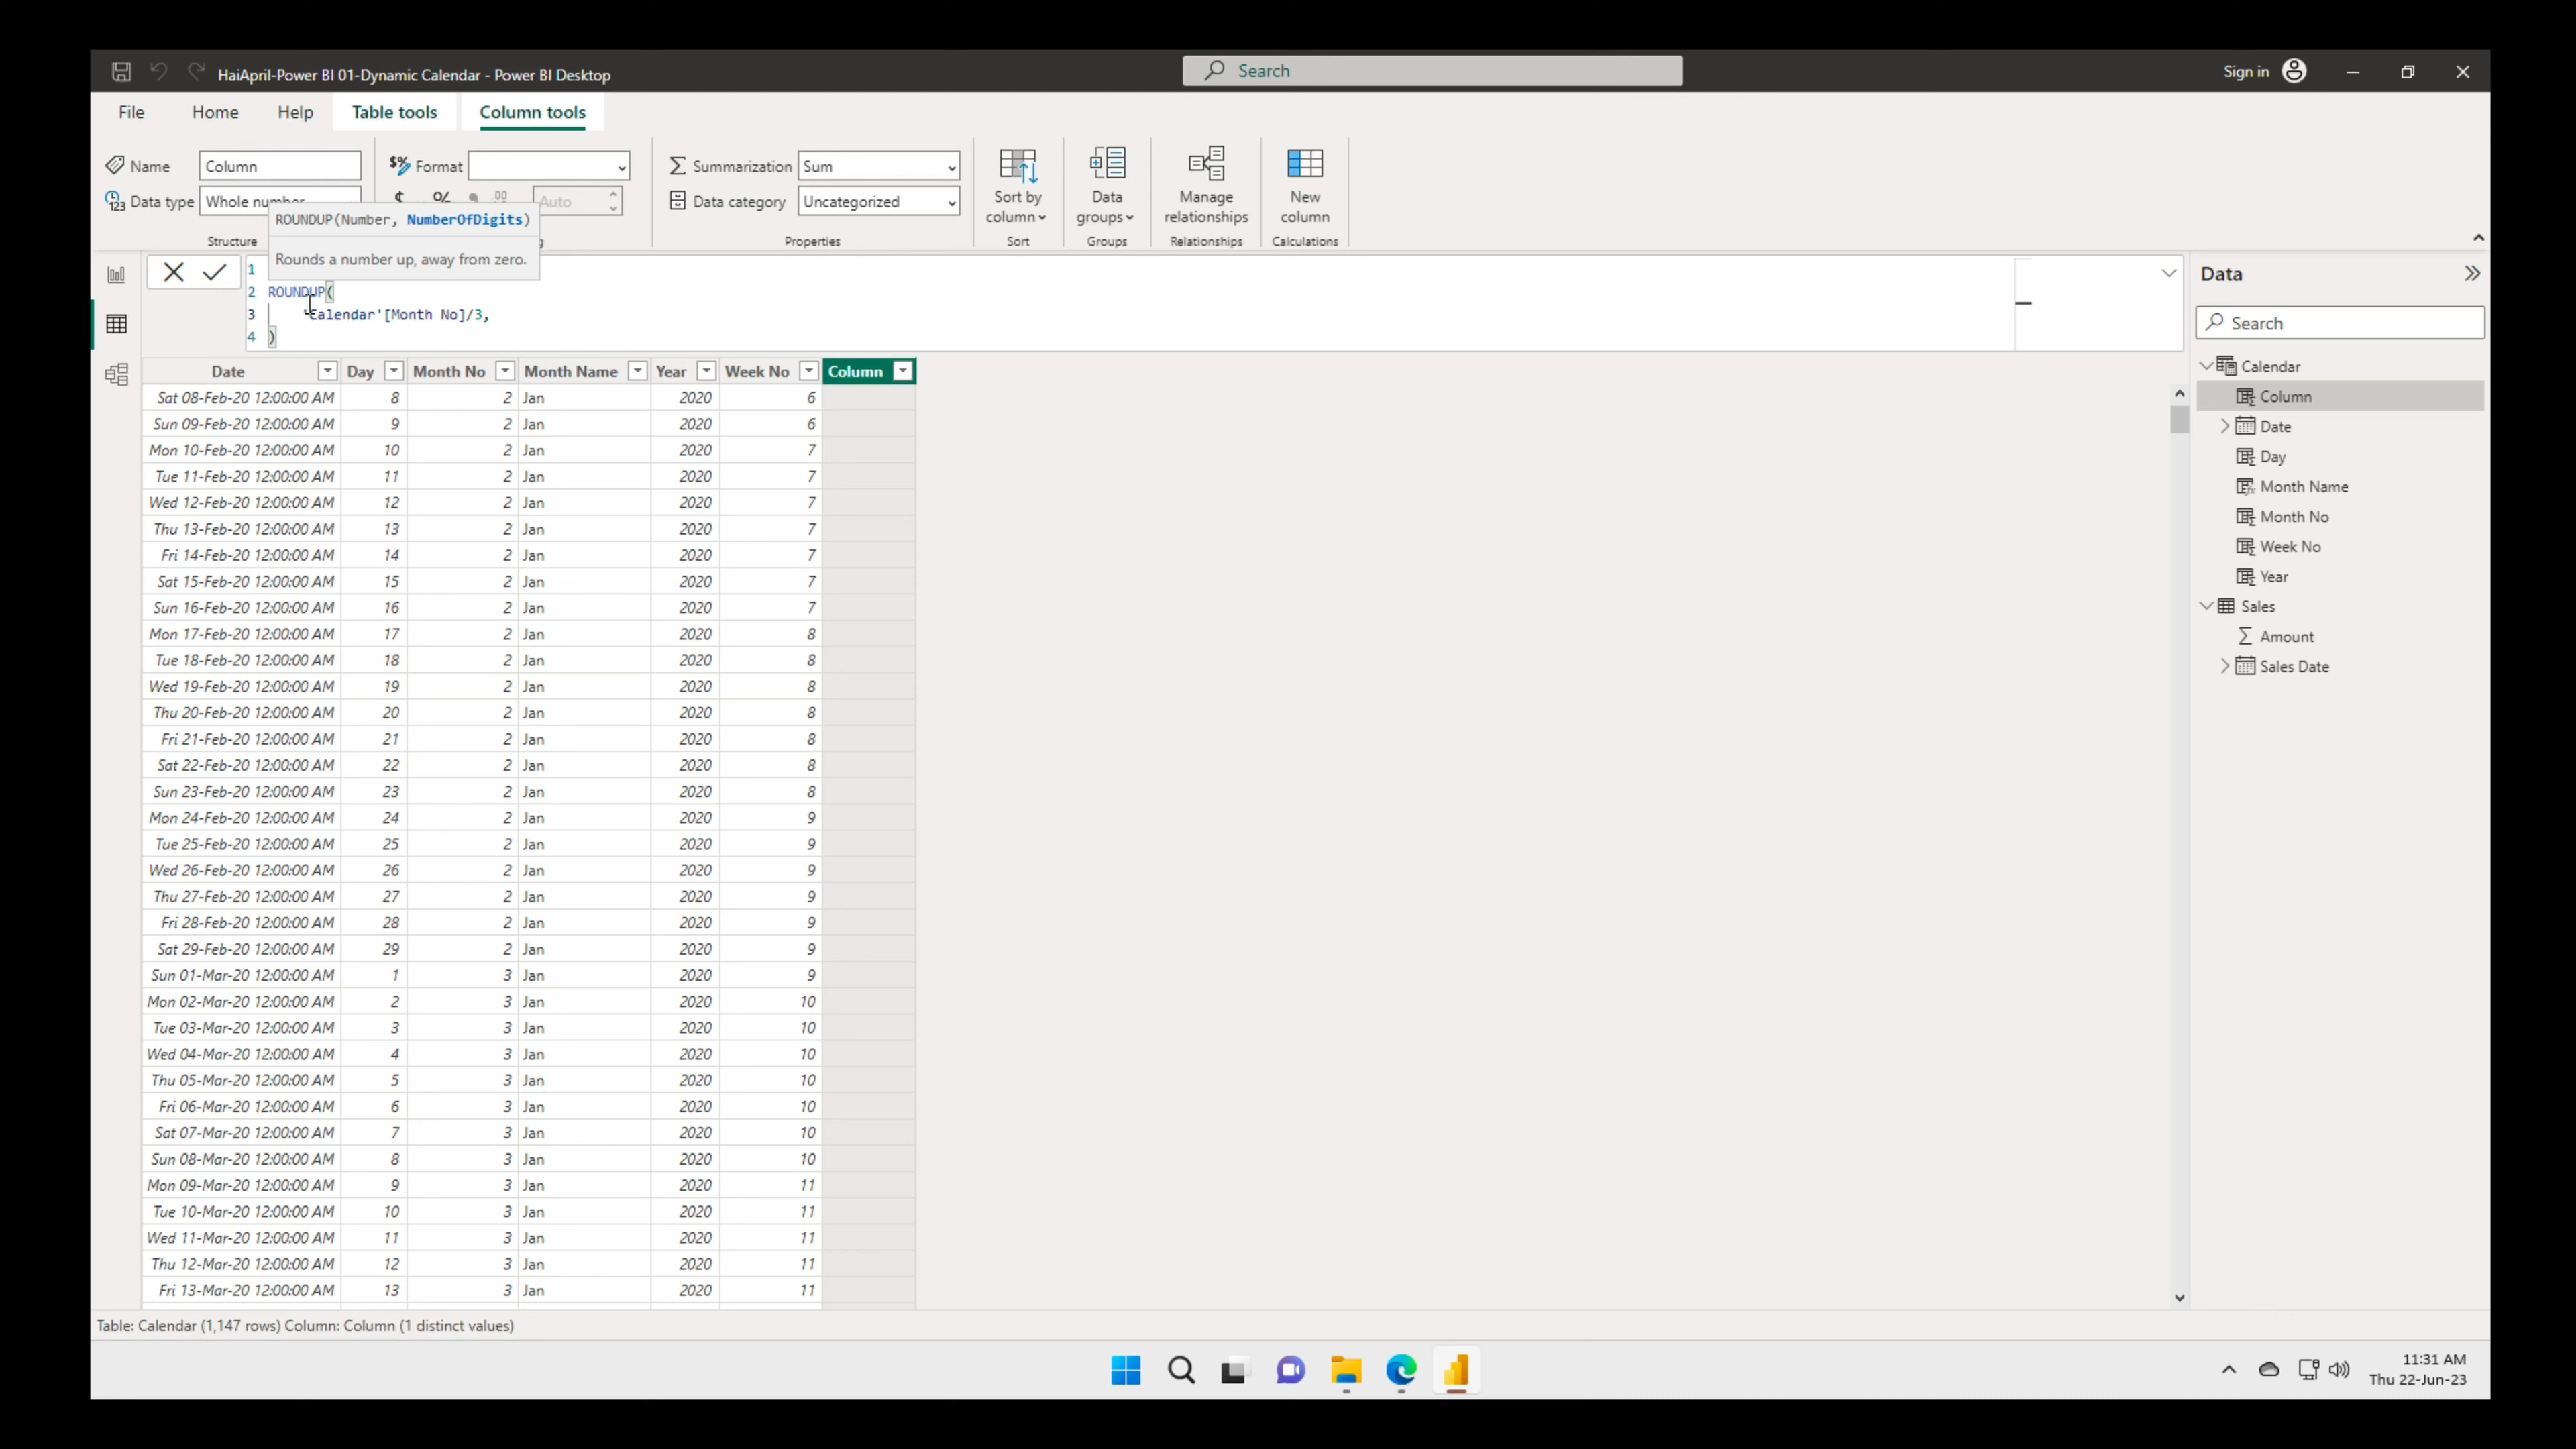 HaiApril-Power BI 01-Dynamic Calendar - Power BI Desktop
Search
Sign in
File Home Help Table tools Column tools
Name Column
Format
Summarization Sum
Data type Whole number
$ % 9 .00 Auto
Data category Uncategorized
Sort by column
Data groups
Manage relationships
New column
Structure Properties Sort Groups Relationships Calculations
ROUNDUP(Number, NumberOfDigits)
Rounds a number up, away from zero.
1
2 ROUNDUP(
3 'Calendar'[Month No]/3,
4 )
Date Day Month No Month Name Year Week No Column
Sat 08-Feb-20 12:00:00 AM 8 2 Jan 2020 6
Sun 09-Feb-20 12:00:00 AM 9 2 Jan 2020 6
Mon 10-Feb-20 12:00:00 AM 10 2 Jan 2020 7
Tue 11-Feb-20 12:00:00 AM 11 2 Jan 2020 7
Wed 12-Feb-20 12:00:00 AM 12 2 Jan 2020 7
Thu 13-Feb-20 12:00:00 AM 13 2 Jan 2020 7
Fri 14-Feb-20 12:00:00 AM 14 2 Jan 2020 7
Sat 15-Feb-20 12:00:00 AM 15 2 Jan 2020 7
Sun 16-Feb-20 12:00:00 AM 16 2 Jan 2020 7
Mon 17-Feb-20 12:00:00 AM 17 2 Jan 2020 8
Tue 18-Feb-20 12:00:00 AM 18 2 Jan 2020 8
Wed 19-Feb-20 12:00:00 AM 19 2 Jan 2020 8
Thu 20-Feb-20 12:00:00 AM 20 2 Jan 2020 8
Fri 21-Feb-20 12:00:00 AM 21 2 Jan 2020 8
Sat 22-Feb-20 12:00:00 AM 22 2 Jan 2020 8
Sun 23-Feb-20 12:00:00 AM 23 2 Jan 2020 8
Mon 24-Feb-20 12:00:00 AM 24 2 Jan 2020 9
Tue 25-Feb-20 12:00:00 AM 25 2 Jan 2020 9
Wed 26-Feb-20 12:00:00 AM 26 2 Jan 2020 9
Thu 27-Feb-20 12:00:00 AM 27 2 Jan 2020 9
Fri 28-Feb-20 12:00:00 AM 28 2 Jan 2020 9
Sat 29-Feb-20 12:00:00 AM 29 2 Jan 2020 9
Sun 01-Mar-20 12:00:00 AM 1 3 Jan 2020 9
Mon 02-Mar-20 12:00:00 AM 2 3 Jan 2020 10
Tue 03-Mar-20 12:00:00 AM 3 3 Jan 2020 10
Wed 04-Mar-20 12:00:00 AM 4 3 Jan 2020 10
Thu 05-Mar-20 12:00:00 AM 5 3 Jan 2020 10
Fri 06-Mar-20 12:00:00 AM 6 3 Jan 2020 10
Sat 07-Mar-20 12:00:00 AM 7 3 Jan 2020 10
Sun 08-Mar-20 12:00:00 AM 8 3 Jan 2020 10
Mon 09-Mar-20 12:00:00 AM 9 3 Jan 2020 11
Tue 10-Mar-20 12:00:00 AM 10 3 Jan 2020 11
Wed 11-Mar-20 12:00:00 AM 11 3 Jan 2020 11
Thu 12-Mar-20 12:00:00 AM 12 3 Jan 2020 11
Fri 13-Mar-20 12:00:00 AM 13 3 Jan 2020 11
Data
Search
Calendar
Column
Date
Day
Month Name
Month No
Week No
Year
Sales
Amount
Sales Date
Table: Calendar (1,147 rows) Column: Column (1 distinct values)
11:31 AM
Thu 22-Jun-23